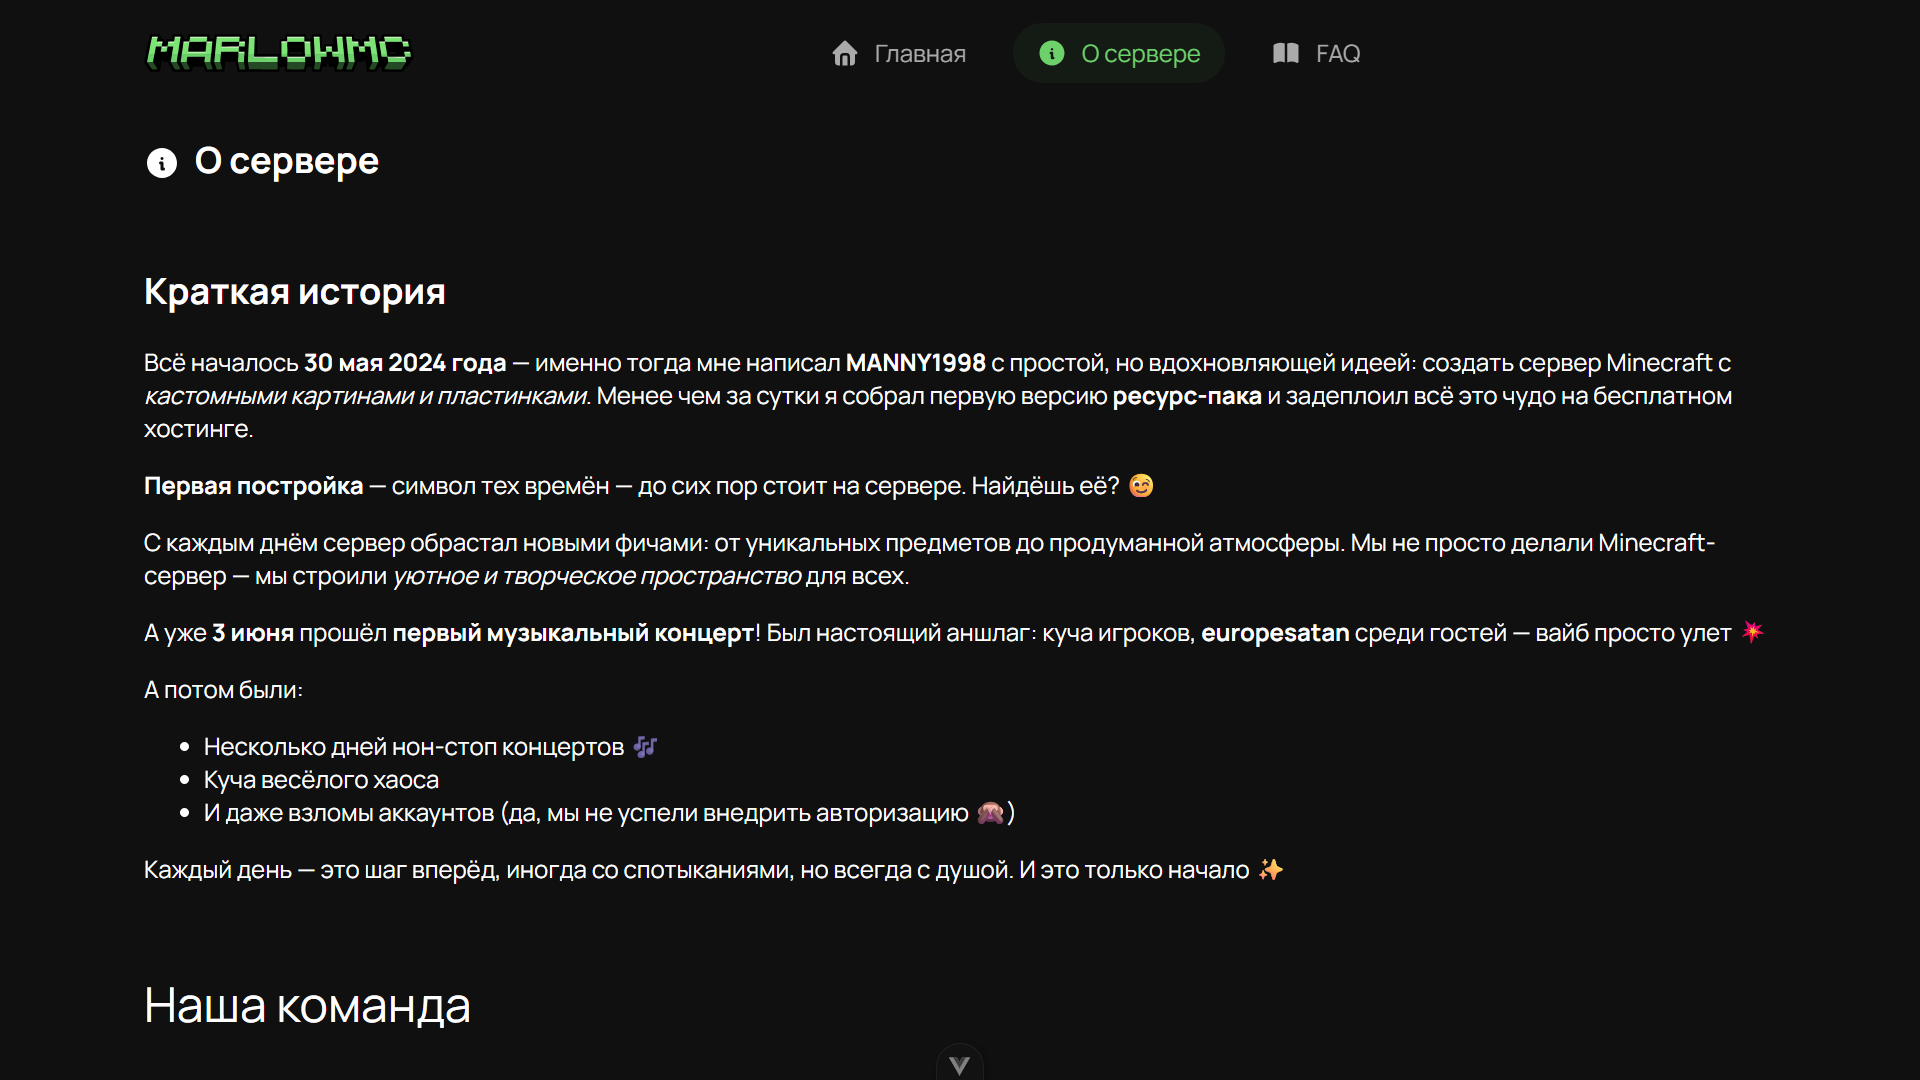 MARLOWMC
Главная
О сервере
FAQ
О сервере
Краткая история
Всё началось 30 мая 2024 года — именно тогда мне написал MANNY1998 с простой, но вдохновляющей идеей: создать сервер Minecraft с
кастомными картинами и пластинками. Менее чем за сутки я собрал первую версию ресурс-пака и задеплоил всё это чудо на бесплатном
хостинге.
Первая постройка — символ тех времён — до сих пор стоит на сервере. Найдёшь её? 😉
С каждым днём сервер обрастал новыми фичами: от уникальных предметов до продуманной атмосферы. Мы не просто делали Minecraft-
сервер — мы строили уютное и творческое пространство для всех.
А уже 3 июня прошёл первый музыкальный концерт! Был настоящий аншлаг: куча игроков, europesatan среди гостей — вайб просто улет 💥
А потом были:
• Несколько дней нон-стоп концертов 🎶
• Куча весёлого хаоса
• И даже взломы аккаунтов (да, мы не успели внедрить авторизацию 🙈)
Каждый день — это шаг вперёд, иногда со спотыканиями, но всегда с душой. И это только начало ✨
Наша команда